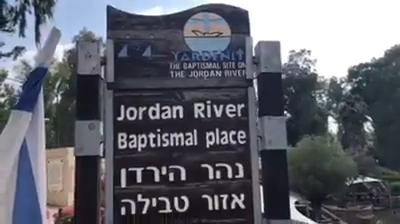 YARDENIT
THE BAPTISMAL SITE ON
THE JORDAN RIVER
Jordan River
Baptismal place
נהר הירדן
אזור טבילה